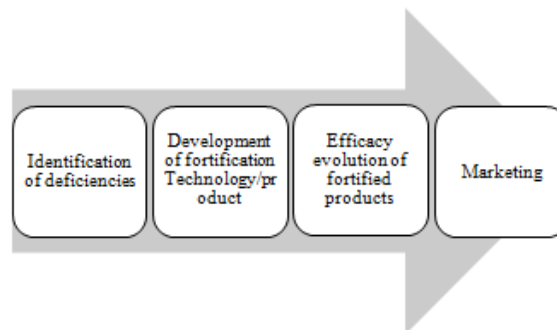 Identification
of deficiencies
Development
of fortification
Technology/pr
oduct
Efficacy
evolution of
fortified
products
Marketing